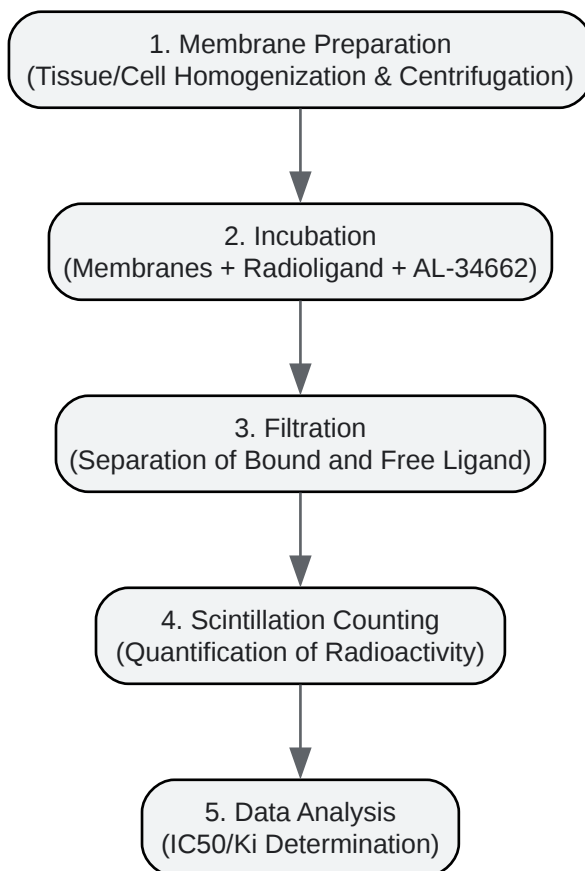 1. Membrane Preparation
(Tissue/Cell Homogenization & Centrifugation)
2. Incubation
(Membranes + Radioligand + AL-34662)
3. Filtration
(Separation of Bound and Free Ligand)
4. Scintillation Counting
(Quantification of Radioactivity)
5. Data Analysis
(IC50/Ki Determination)